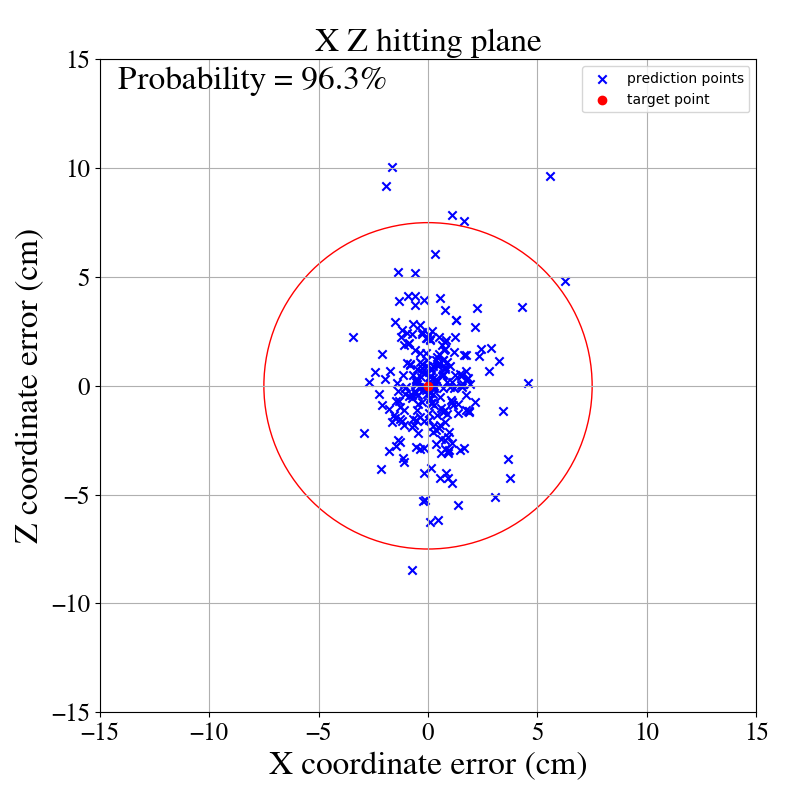 X Z hitting plane
Probability = 96.3%
prediction points
target point
Z coordinate error (cm)
15
10
5
0
−5
−10
−15
−15
−10
−5
0
5
10
15
X coordinate error (cm)